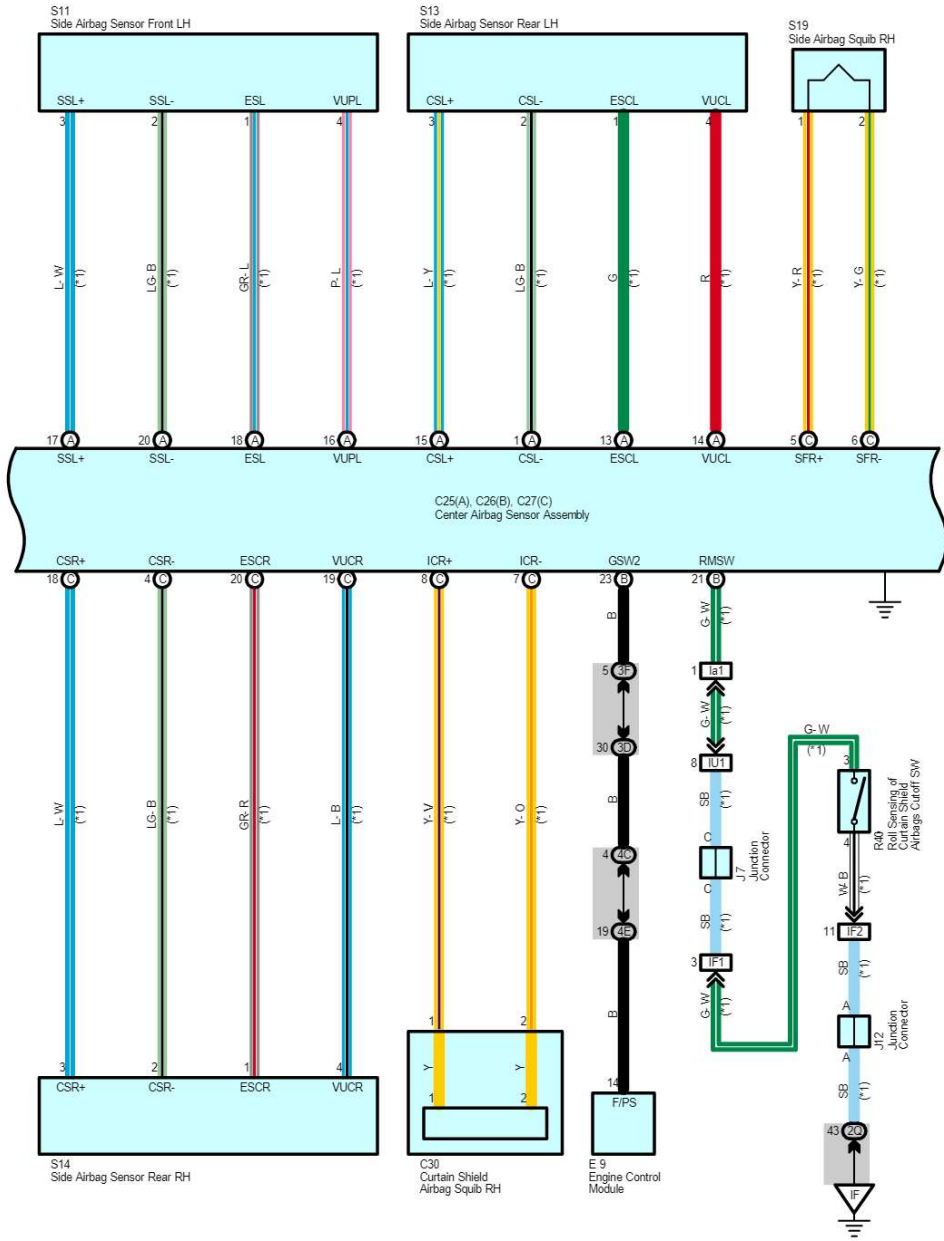 S11
Side Airbag Sensor Front LH
S13
Side Airbag Sensor Rear LH
S19
Side Airbag Squib RH
SSL+ SSL- ESL VUPL CSL+ CSL- ESCL VUCL
3 2 1 4 3 2 1 4 1 2
L- W
(*1)
LG- B
(*1)
GR- L
(*1)
P- L
(*1)
L- Y
(*1)
LG- B
(*1)
G
(*1)
R
(*1)
Y- R
(*1)
Y- G
(*1)
17 A 20 A 18 A 16 A 15 A 1 A 13 A 14 A 5 C 6 C
SSL+ SSL- ESL VUPL CSL+ CSL- ESCL VUCL SFR+ SFR-
C25(A), C26(B), C27(C)
Center Airbag Sensor Assembly
CSR+ CSR- ESCR VUCR ICR+ ICR- GSW2 RMSW
18 C 4 C 20 C 19 C 8 C 7 C 23 B 21 B
B
G- W
(*1)
5 3F
1 Ia1
G- W
(*1)
30 3D
8 IU1
L- W
(*1)
LG- B
(*1)
GR- R
(*1)
L- B
(*1)
Y- V
(*1)
Y- O
(*1)
B
SB
(*1)
G- W
(*1)
3
R40
Roll Sensing of
Curtain Shield
Airbags Cutoff SW
4
4 4C
C
J 7
Junction
Connector
C
W- B
(*1)
19 4E
SB
(*1)
11 IF2
3 IF1
SB
(*1)
G- W
(*1)
B
A
J12
Junction
Connector
A
1 2
Y Y
1 2
SB
(*1)
3 2 1 4
CSR+ CSR- ESCR VUCR
14
F/PS
43 2Q
IF
S14
Side Airbag Sensor Rear RH
C30
Curtain Shield
Airbag Squib RH
E 9
Engine Control
Module